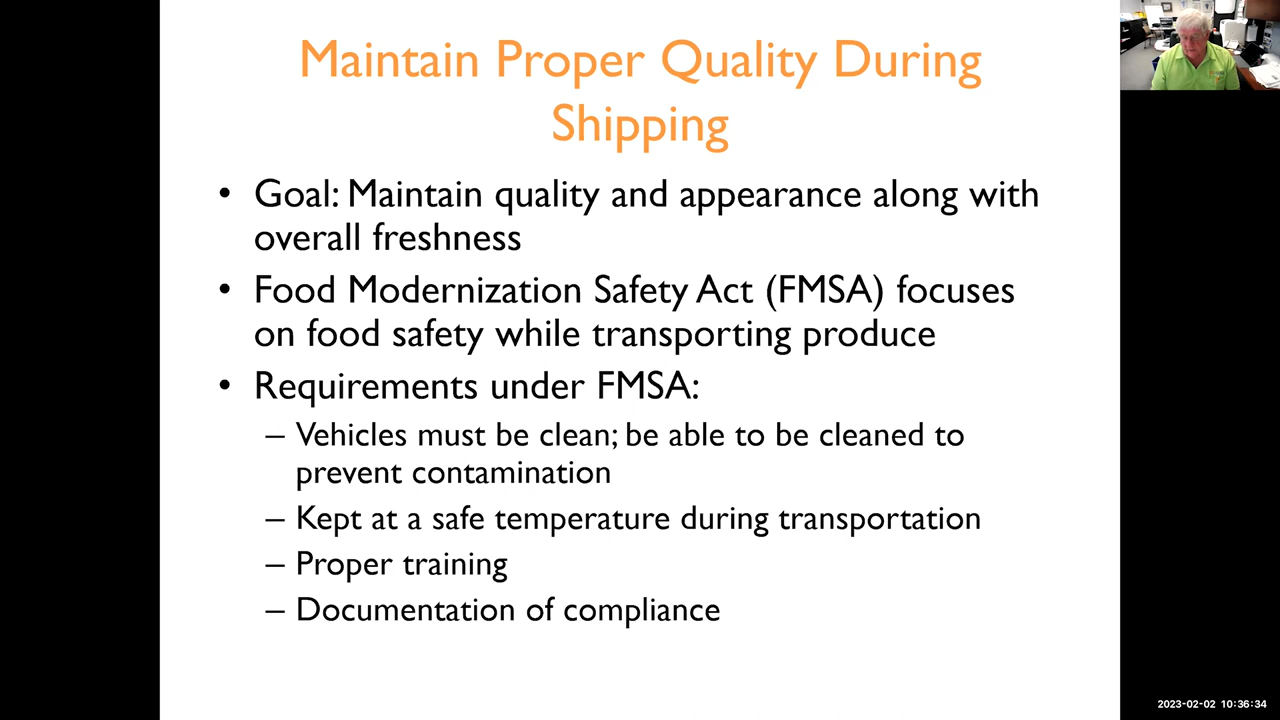 Maintain Proper Quality During
Shipping
• Goal: Maintain quality and appearance along with
overall freshness
• Food Modernization Safety Act (FMSA) focuses
on food safety while transporting produce
• Requirements under FMSA:
– Vehicles must be clean; be able to be cleaned to
prevent contamination
– Kept at a safe temperature during transportation
– Proper training
– Documentation of compliance
2023-02-02 10:36:34